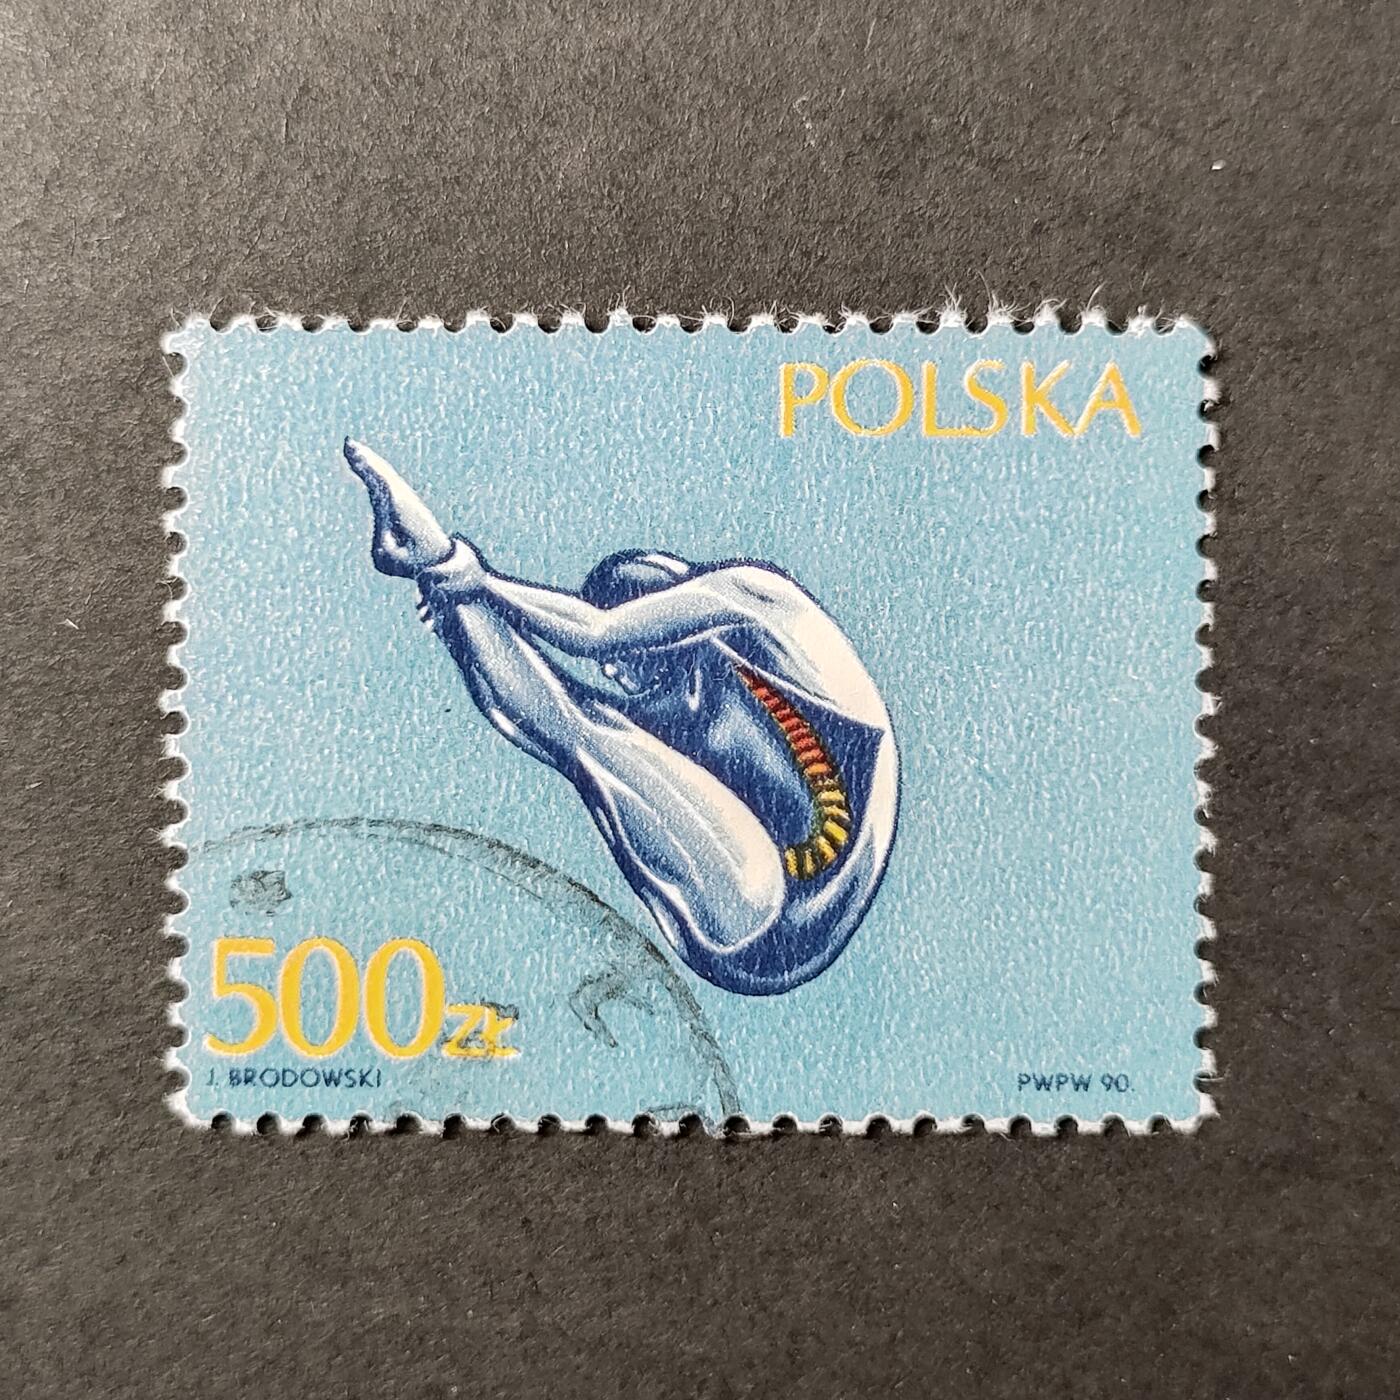 POLSKA
500zł
J. BRODOWSKI
PWPW 90.